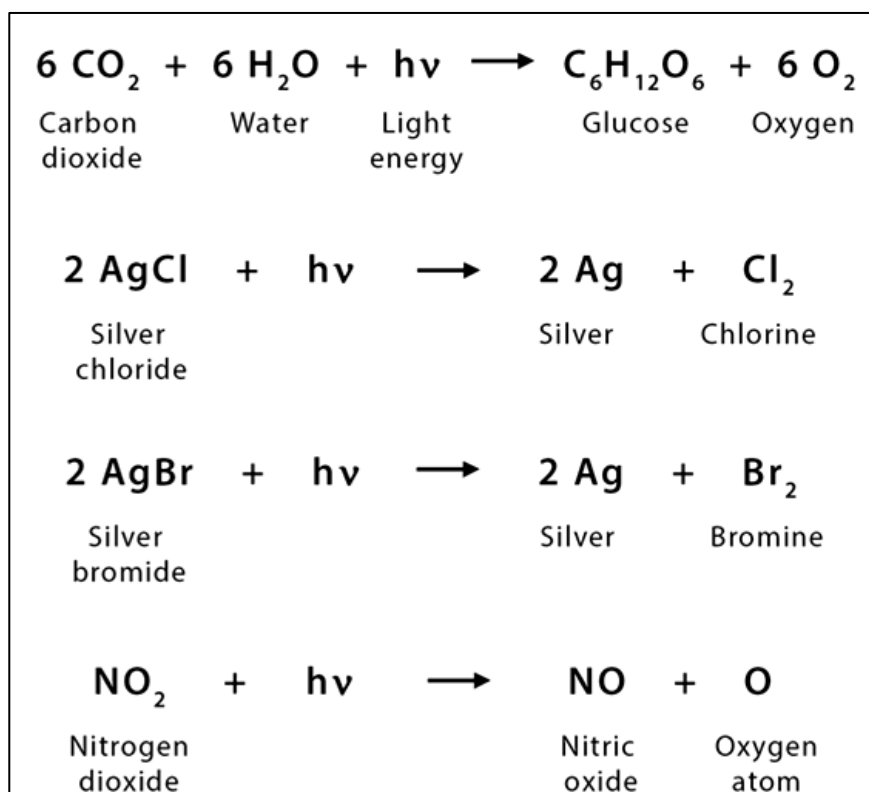 6 CO₂ + 6 H₂O + hν ⟶ C₆H₁₂O₆ + 6 O₂
Carbon Water Light Glucose Oxygen
dioxide energy
2 AgCl + hν ⟶ 2 Ag + Cl₂
Silver Silver Chlorine
chloride
2 AgBr + hν ⟶ 2 Ag + Br₂
Silver Silver Bromine
bromide
NO₂ + hν ⟶ NO + O
Nitrogen Nitric Oxygen
dioxide oxide atom